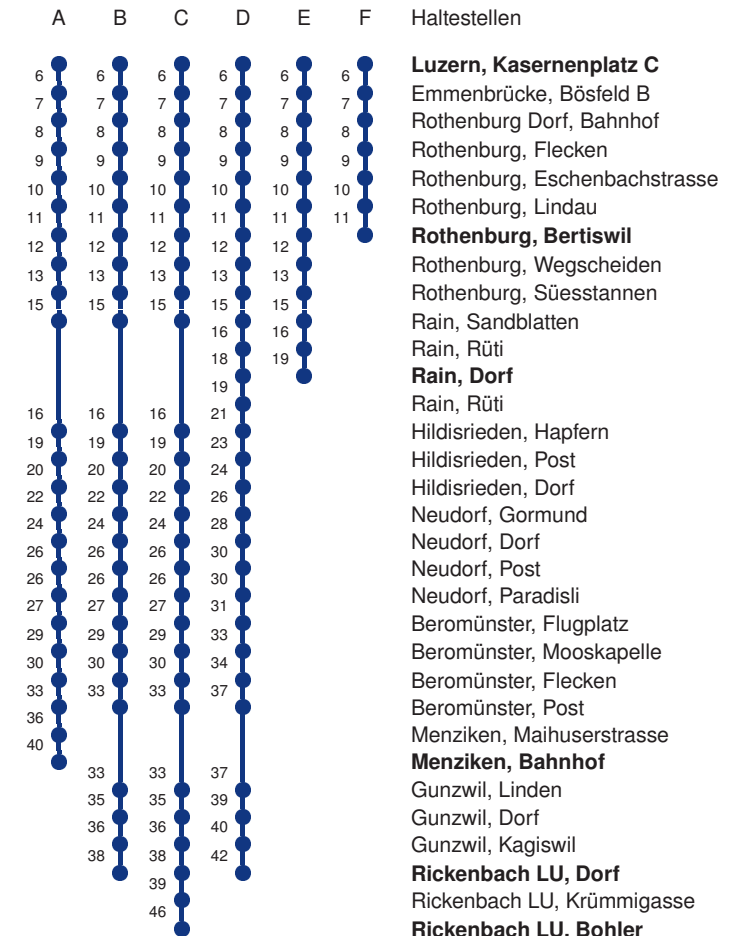 A B C D E F Haltestellen
Luzern, Kasernenplatz C
6 6 6 6 6 6
Emmenbrücke, Bösfeld B
7 7 7 7 7 7
Rothenburg Dorf, Bahnhof
8 8 8 8 8 8
Rothenburg, Flecken
9 9 9 9 9 9
Rothenburg, Eschenbachstrasse
10 10 10 10 10 10
Rothenburg, Lindau
11 11 11 11 11 11
Rothenburg, Bertiswil
12 12 12 12 12
Rothenburg, Wegscheiden
13 13 13 13 13
Rothenburg, Süesstannen
15 15 15 15 15
Rain, Sandblatten
16 16
Rain, Rüti
18 19
Rain, Dorf
19
Rain, Rüti
16 16 16 21
Hildisrieden, Hapfern
19 19 19 23
Hildisrieden, Post
20 20 20 24
Hildisrieden, Dorf
22 22 22 26
Neudorf, Gormund
24 24 24 28
Neudorf, Dorf
26 26 26 30
Neudorf, Post
26 26 26 30
Neudorf, Paradisli
27 27 27 31
Beromünster, Flugplatz
29 29 29 33
Beromünster, Mooskapelle
30 30 30 34
Beromünster, Flecken
33 33 33 37
Beromünster, Post
36
Menziken, Maihuserstrasse
40
Menziken, Bahnhof
33 33 37
Gunzwil, Linden
35 35 39
Gunzwil, Dorf
36 36 40
Gunzwil, Kagiswil
38 38 42
Rickenbach LU, Dorf
39
Rickenbach LU, Krümmigasse
46
Rickenbach LU, Bohler